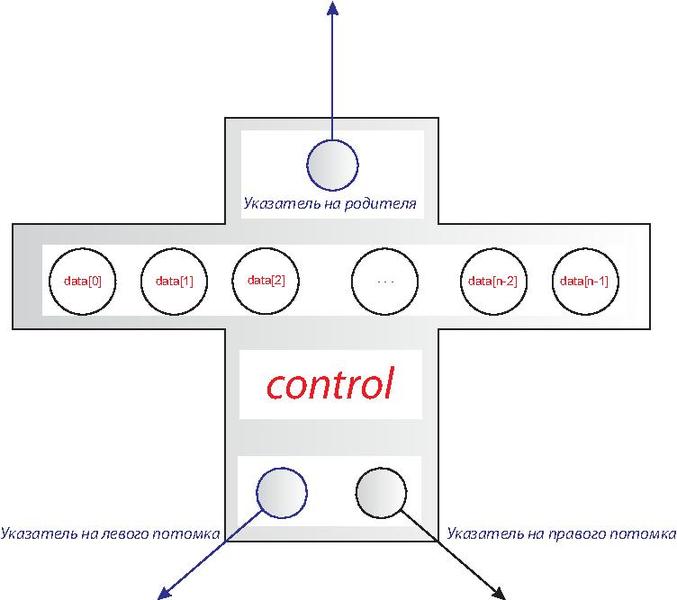 Указатель на родителя
data[0] data[1] data[2] ... data[n-2] data[n-1]
control
Указатель на левого потомка Указатель на правого потомка